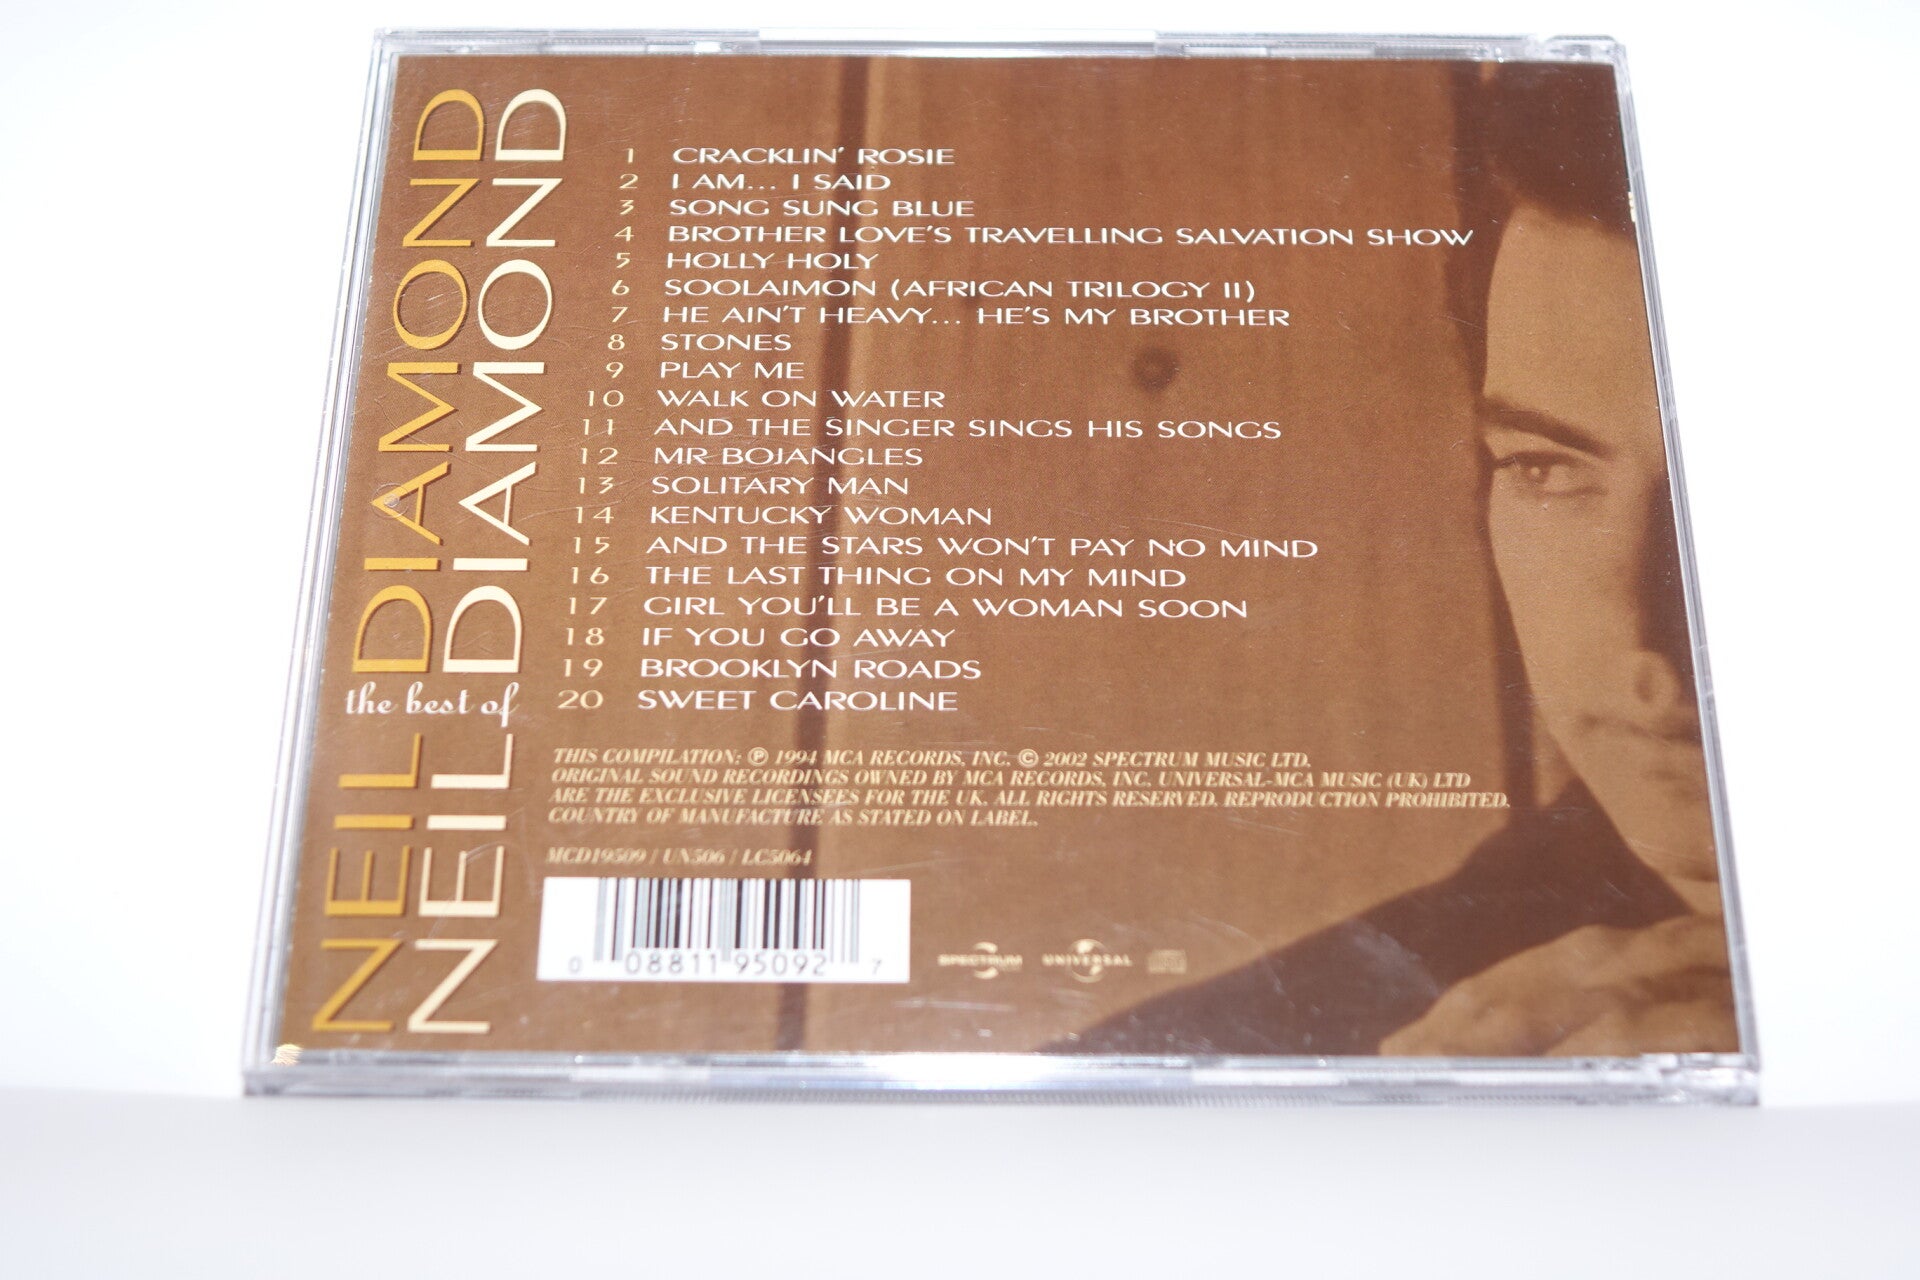 NEIL DIAMOND
the best of
NEIL DIAMOND
1 CRACKLIN' ROSIE
2 I AM... I SAID
3 SONG SUNG BLUE
4 BROTHER LOVE'S TRAVELLING SALVATION SHOW
5 HOLLY HOLY
6 SOOLAIMON (AFRICAN TRILOGY II)
7 HE AIN'T HEAVY... HE'S MY BROTHER
8 STONES
9 PLAY ME
10 WALK ON WATER
11 AND THE SINGER SINGS HIS SONGS
12 MR BOJANGLES
13 SOLITARY MAN
14 KENTUCKY WOMAN
15 AND THE STARS WON'T PAY NO MIND
16 THE LAST THING ON MY MIND
17 GIRL YOU'LL BE A WOMAN SOON
18 IF YOU GO AWAY
19 BROOKLYN ROADS
20 SWEET CAROLINE
THIS COMPILATION: ℗ 1994 MCA RECORDS, INC. © 2002 SPECTRUM MUSIC LTD.
ORIGINAL SOUND RECORDINGS OWNED BY MCA RECORDS, INC. UNIVERSAL-MCA MUSIC (UK) LTD
ARE THE EXCLUSIVE LICENSEES FOR THE UK. ALL RIGHTS RESERVED. REPRODUCTION PROHIBITED.
COUNTRY OF MANUFACTURE AS STATED ON LABEL.
MCD19509 / UN506 / LC5064
0 08811 95092 7
SPECTRUM UNIVERSAL